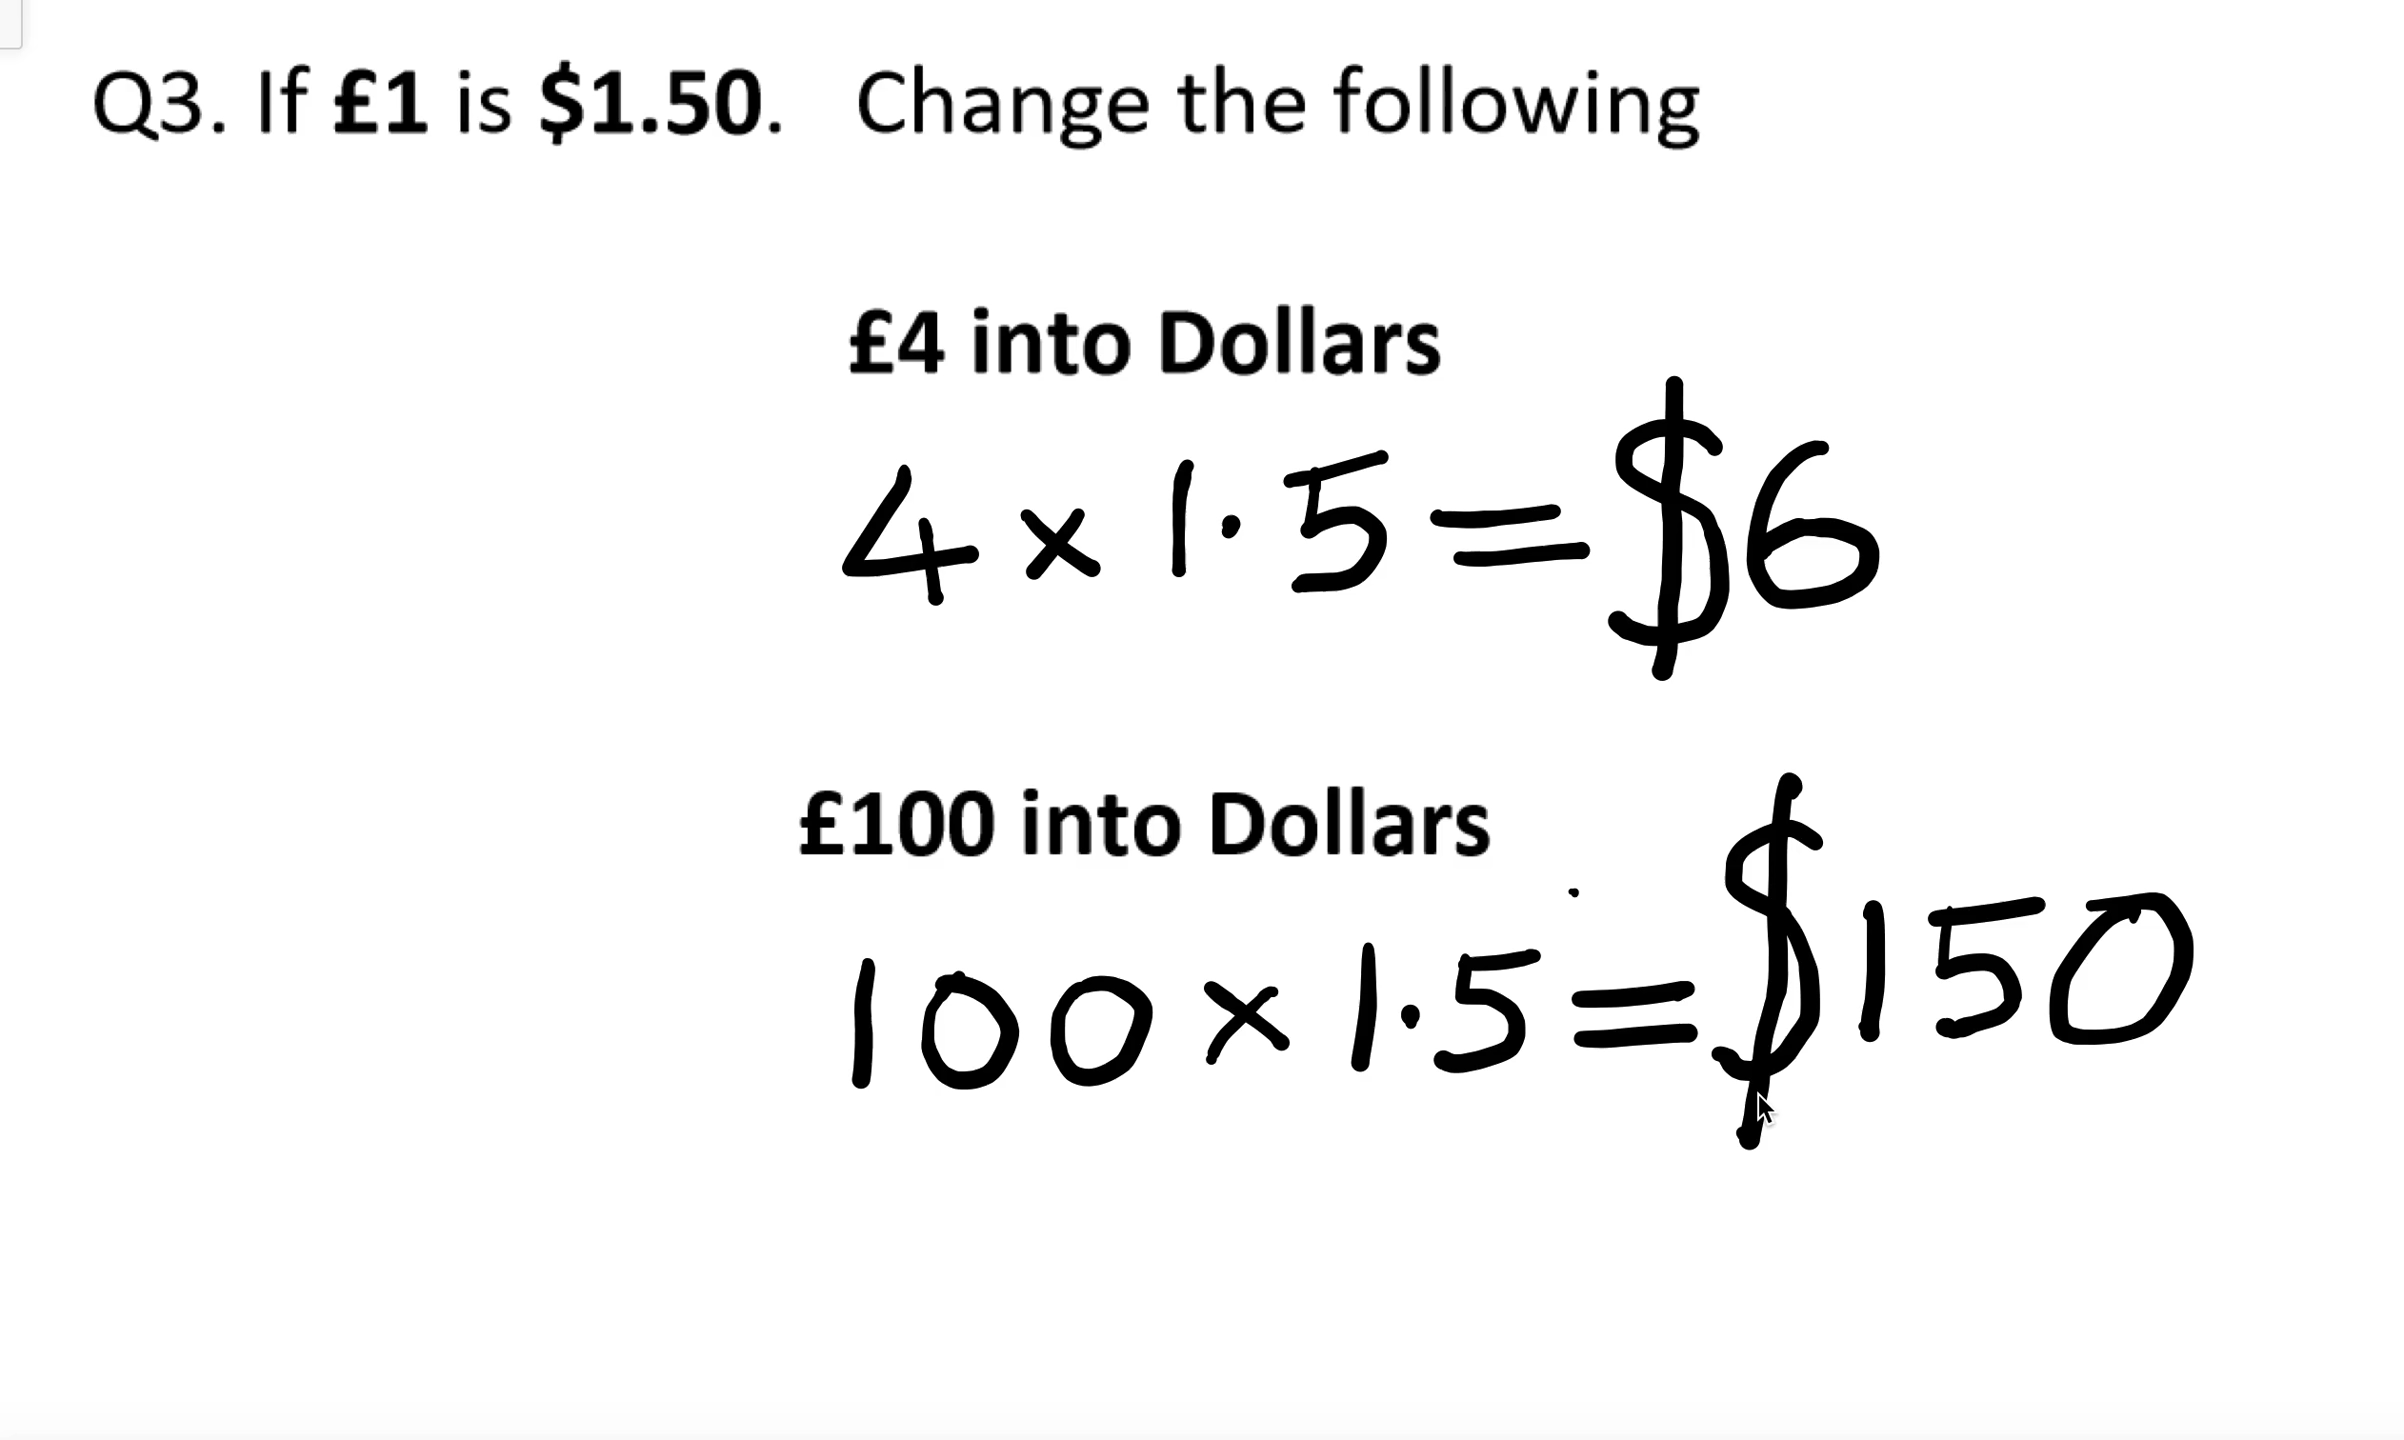 Q3. If £1 is $1.50. Change the following
£4 into Dollars
4 × 1·5 = $6
£100 into Dollars
100 × 1·5 = $150